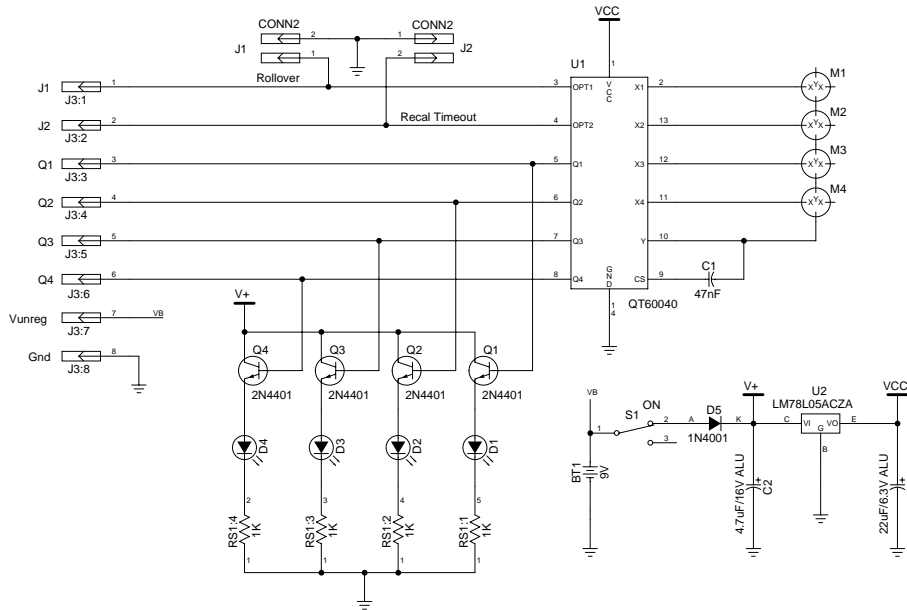 CONN2 CONN2
J1 2 1 1 2 J2
Rollover
Recal Timeout
VCC
U1
1
VCC
J1 1 3 OPT1 X1 2 M1
J3:1
XYX
J2 2 4 OPT2 X2 13 M2
J3:2
XYX
Q1 3 5 Q1 X3 12 M3
J3:3
XYX
Q2 4 6 Q2 X4 11 M4
J3:4
XYX
Q3 5 7 Q3 Y 10
J3:5
Q4 6 8 Q4 GND CS 9 C1
J3:6
47nF
14
QT60040
Vunreg 7 VB
J3:7
Gnd 8
J3:8
V+
Q4 Q3 Q2 Q1
2N4401 2N4401 2N4401 2N4401
D4 D3 D2 D1
2 3 4 5
RS1:4 1K RS1:3 1K RS1:2 1K RS1:1 1K
1 1 1 1
VB
S1 ON
1 2 3
A D5 K
1N4001
V+
U2
LM78L05ACZA
C VI G VO E
B
VCC
BT1
9V
4.7uF/16V ALU
C2
+
22uF/6.3V ALU
+